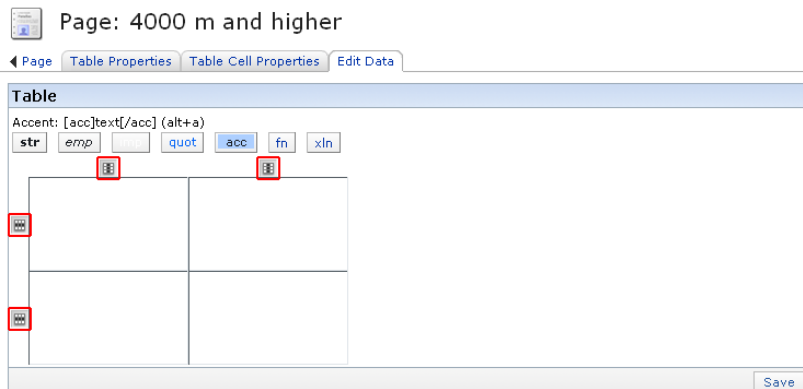 Page: 4000 m and higher
Page Table Properties Table Cell Properties Edit Data
Table
Accent: [acc]text[/acc] (alt+a)
str emp imp quot acc fn xln
Save